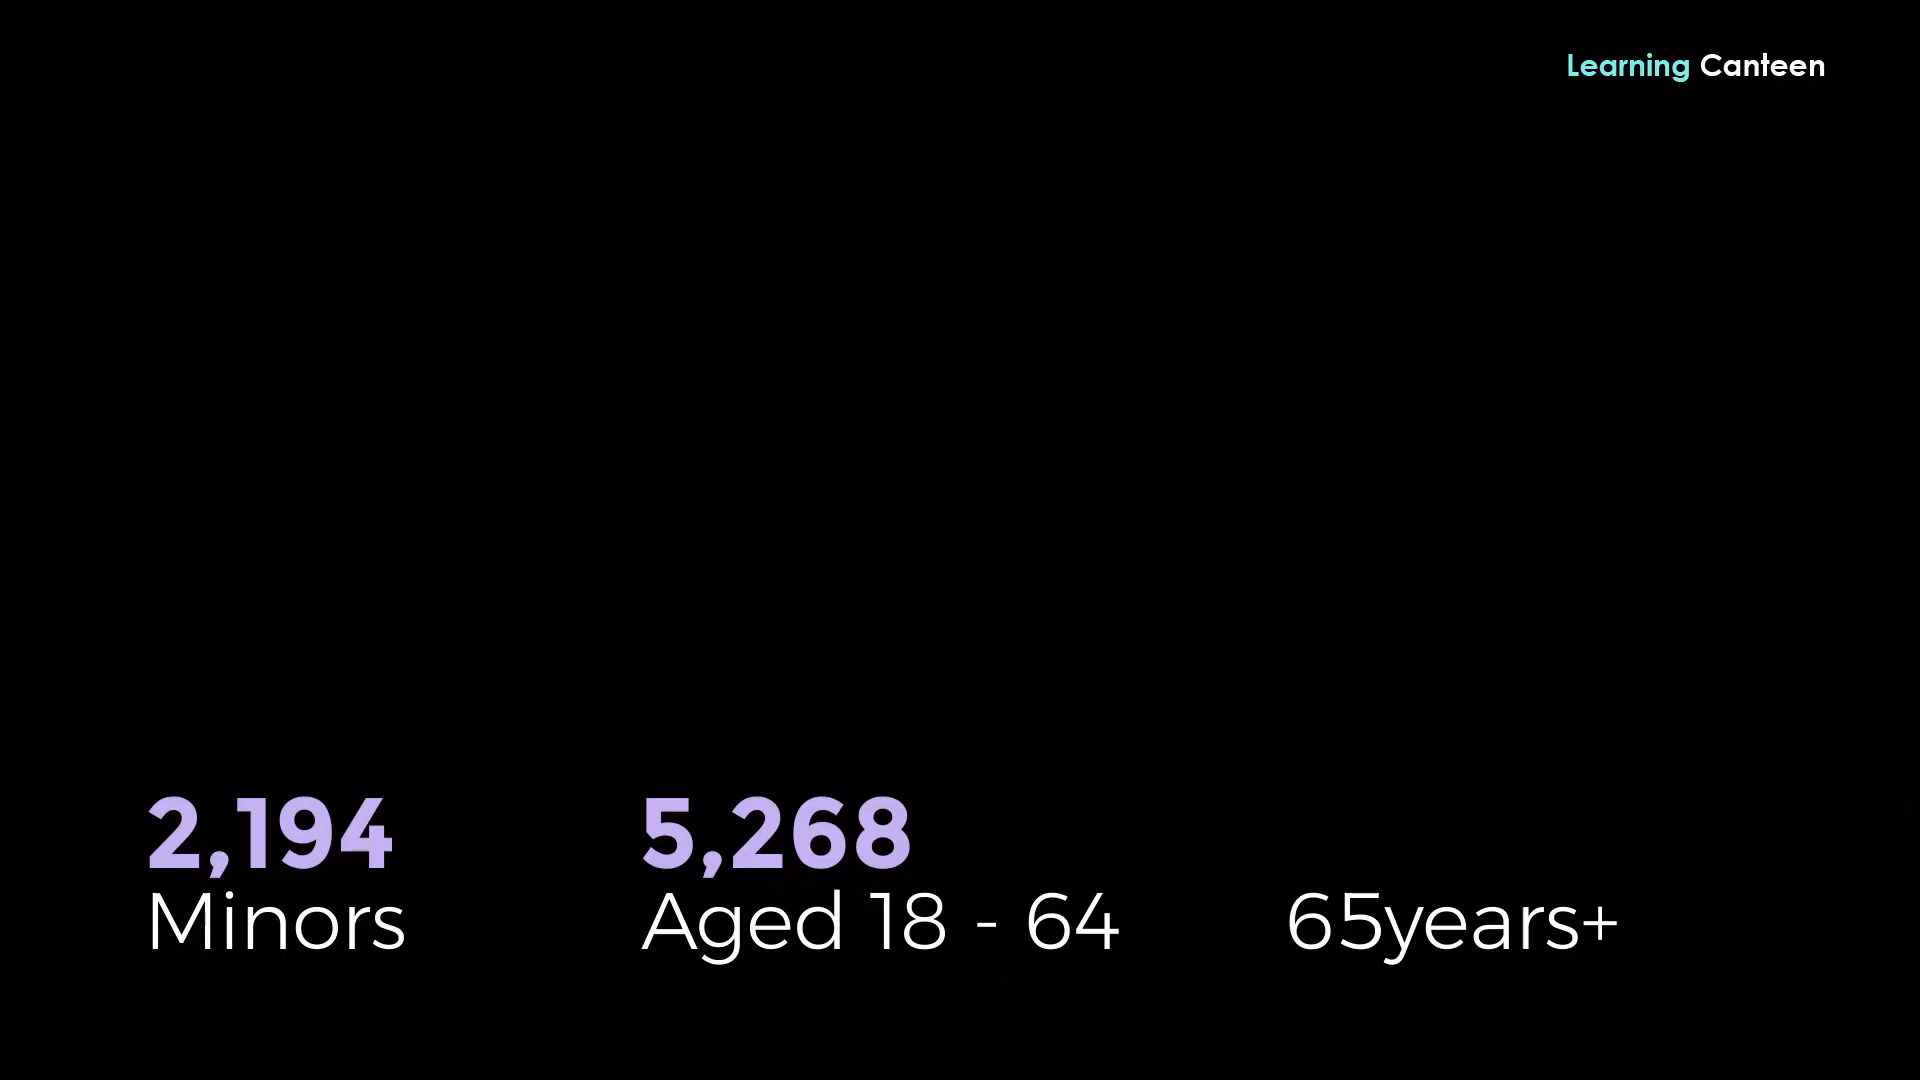 Learning Canteen
2,194
Minors
5,268
Aged 18 - 64
65years+